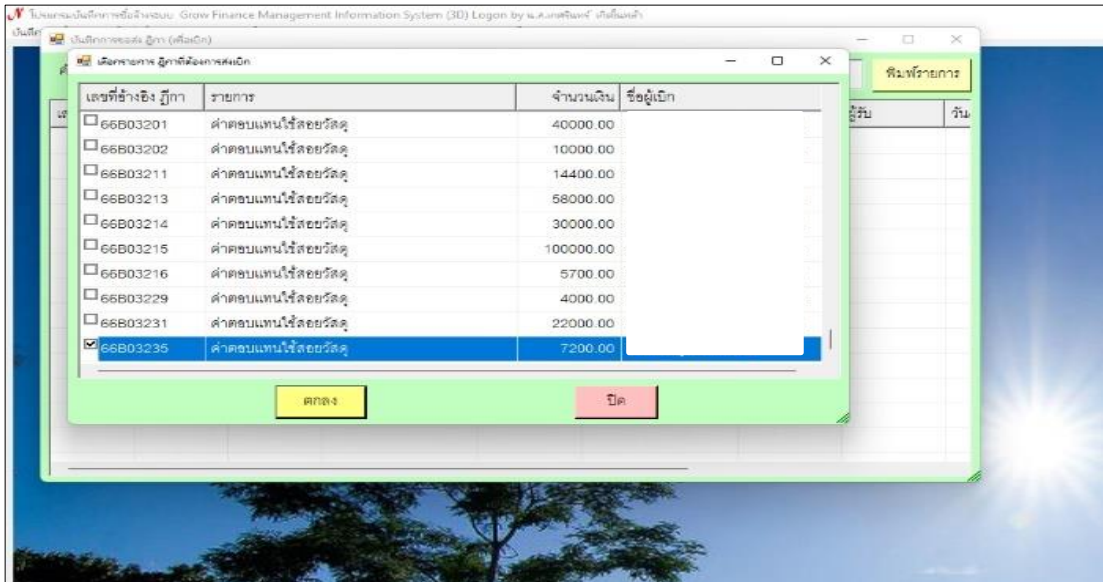 โปรแกรมบันทึกการซื้อจ้างระบบ Grow Finance Management Information System (3D) Logon by
บันทึกการขอส่ง ฎีกา (เพื่อเบิก)
เลือกรายการ ฎีกาที่ต้องการส่งเบิก
พิมพ์รายการ
เลขที่อ้างอิง ฎีกา รายการ จำนวนเงิน ชื่อผู้เบิก
ผู้รับ
66B03201 ค่าตอบแทนใช้สอยวัสดุ 40000.00
66B03202 ค่าตอบแทนใช้สอยวัสดุ 10000.00
66B03211 ค่าตอบแทนใช้สอยวัสดุ 14400.00
66B03213 ค่าตอบแทนใช้สอยวัสดุ 58000.00
66B03214 ค่าตอบแทนใช้สอยวัสดุ 30000.00
66B03215 ค่าตอบแทนใช้สอยวัสดุ 100000.00
66B03216 ค่าตอบแทนใช้สอยวัสดุ 5700.00
66B03229 ค่าตอบแทนใช้สอยวัสดุ 4000.00
66B03231 ค่าตอบแทนใช้สอยวัสดุ 22000.00
66B03235 ค่าตอบแทนใช้สอยวัสดุ 7200.00
ตกลง ปิด